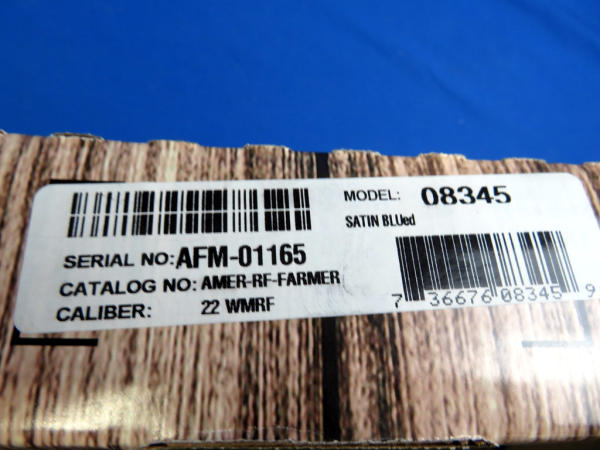 MODEL: 08345
SATIN BLUed
SERIAL NO: AFM-01165
CATALOG NO: AMER-RF-FARMER
CALIBER: 22 WMRF
7 36676 08345 9